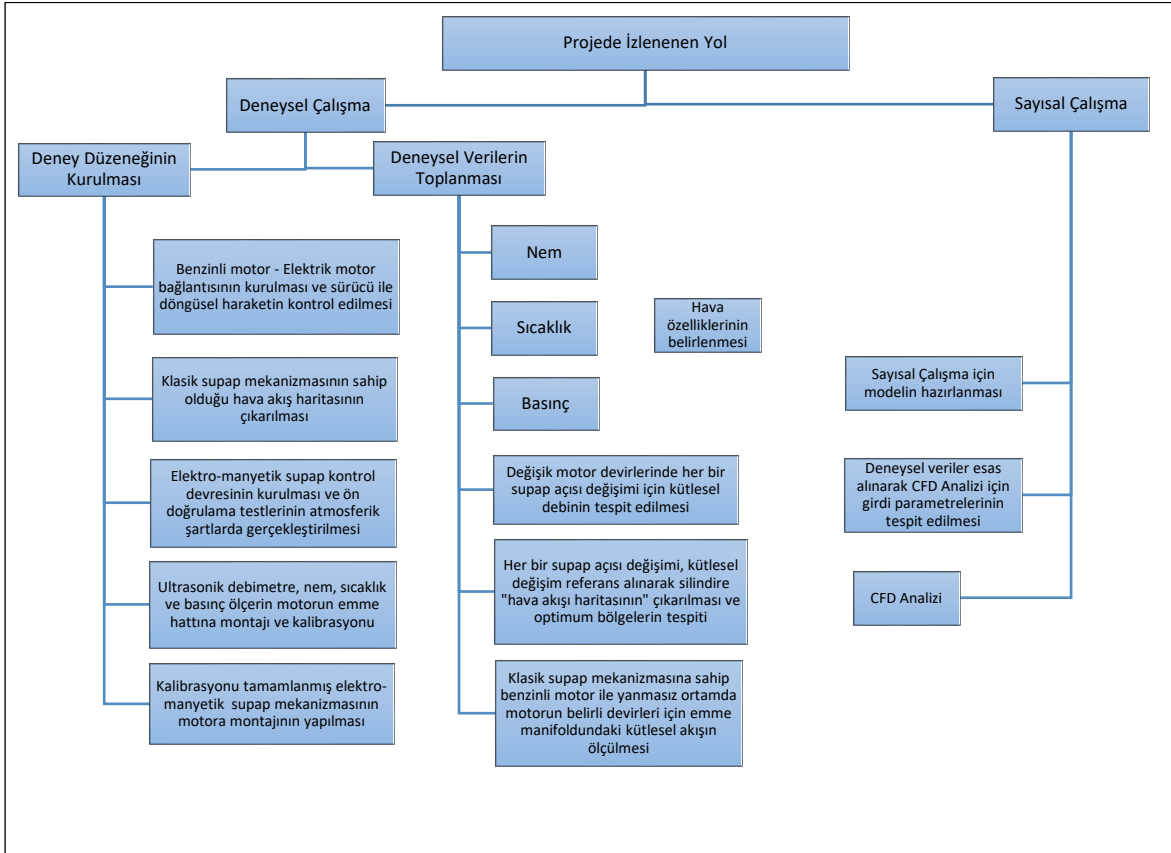 Projede İzlenenen Yol
Deneysel Çalışma
Sayısal Çalışma
Deney Düzeneğinin
Kurulması
Deneysel Verilerin
Toplanması
Benzinli motor - Elektrik motor
bağlantısının kurulması ve sürücü ile
döngüsel haraketin kontrol edilmesi
Klasik supap mekanizmasının sahip
olduğu hava akış haritasının
çıkarılması
Elektro-manyetik supap kontrol
devresinin kurulması ve ön
doğrulama testlerinin atmosferik
şartlarda gerçekleştirilmesi
Ultrasonik debimetre, nem, sıcaklık
ve basınç ölçerin motorun emme
hattına montajı ve kalibrasyonu
Kalibrasyonu tamamlanmış elektro-
manyetik supap mekanizmasının
motora montajının yapılması
Nem
Sıcaklık
Basınç
Hava
özelliklerinin
belirlenmesi
Değişik motor devirlerinde her bir
supap açısı değişimi için kütlesel
debinin tespit edilmesi
Her bir supap açısı değişimi, kütlesel
değişim referans alınarak silindire
"hava akışı haritasının" çıkarılması ve
optimum bölgelerin tespiti
Klasik supap mekanizmasına sahip
benzinli motor ile yanmasız ortamda
motorun belirli devirleri için emme
manifoldundaki kütlesel akışın
ölçülmesi
Sayısal Çalışma için
modelin hazırlanması
Deneysel veriler esas
alınarak CFD Analizi için
girdi parametrelerinin
tespit edilmesi
CFD Analizi